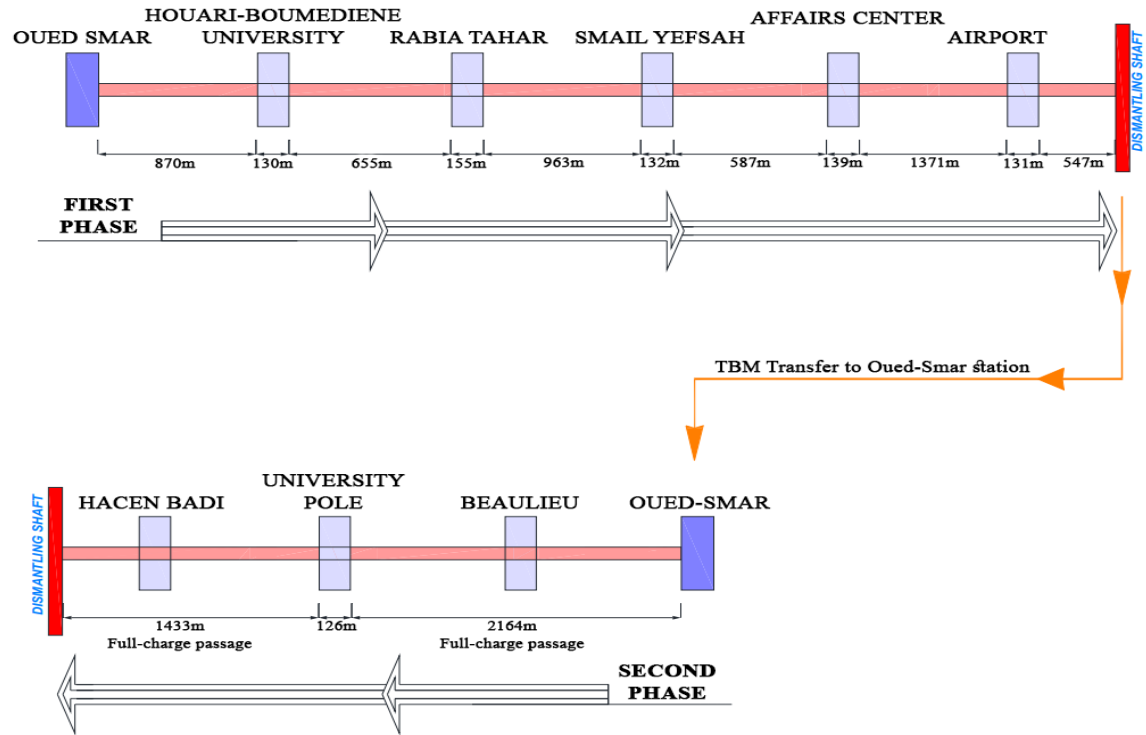 HOUARI-BOUMEDIENE
AFFAIRS CENTER
OUED SMAR
UNIVERSITY
RABIA TAHAR
SMAIL YEFSAH
AIRPORT
DISMANTLING SHAFT
870m
130m
655m
155m
963m
132m
587m
139m
1371m
131m
547m
FIRST
PHASE
TBM Transfer to Oued-Smar station
UNIVERSITY
HACEN BADI
POLE
BEAULIEU
OUED-SMAR
DISMANTLING SHAFT
1433m
126m
2164m
Full-charge passage
Full-charge passage
SECOND
PHASE